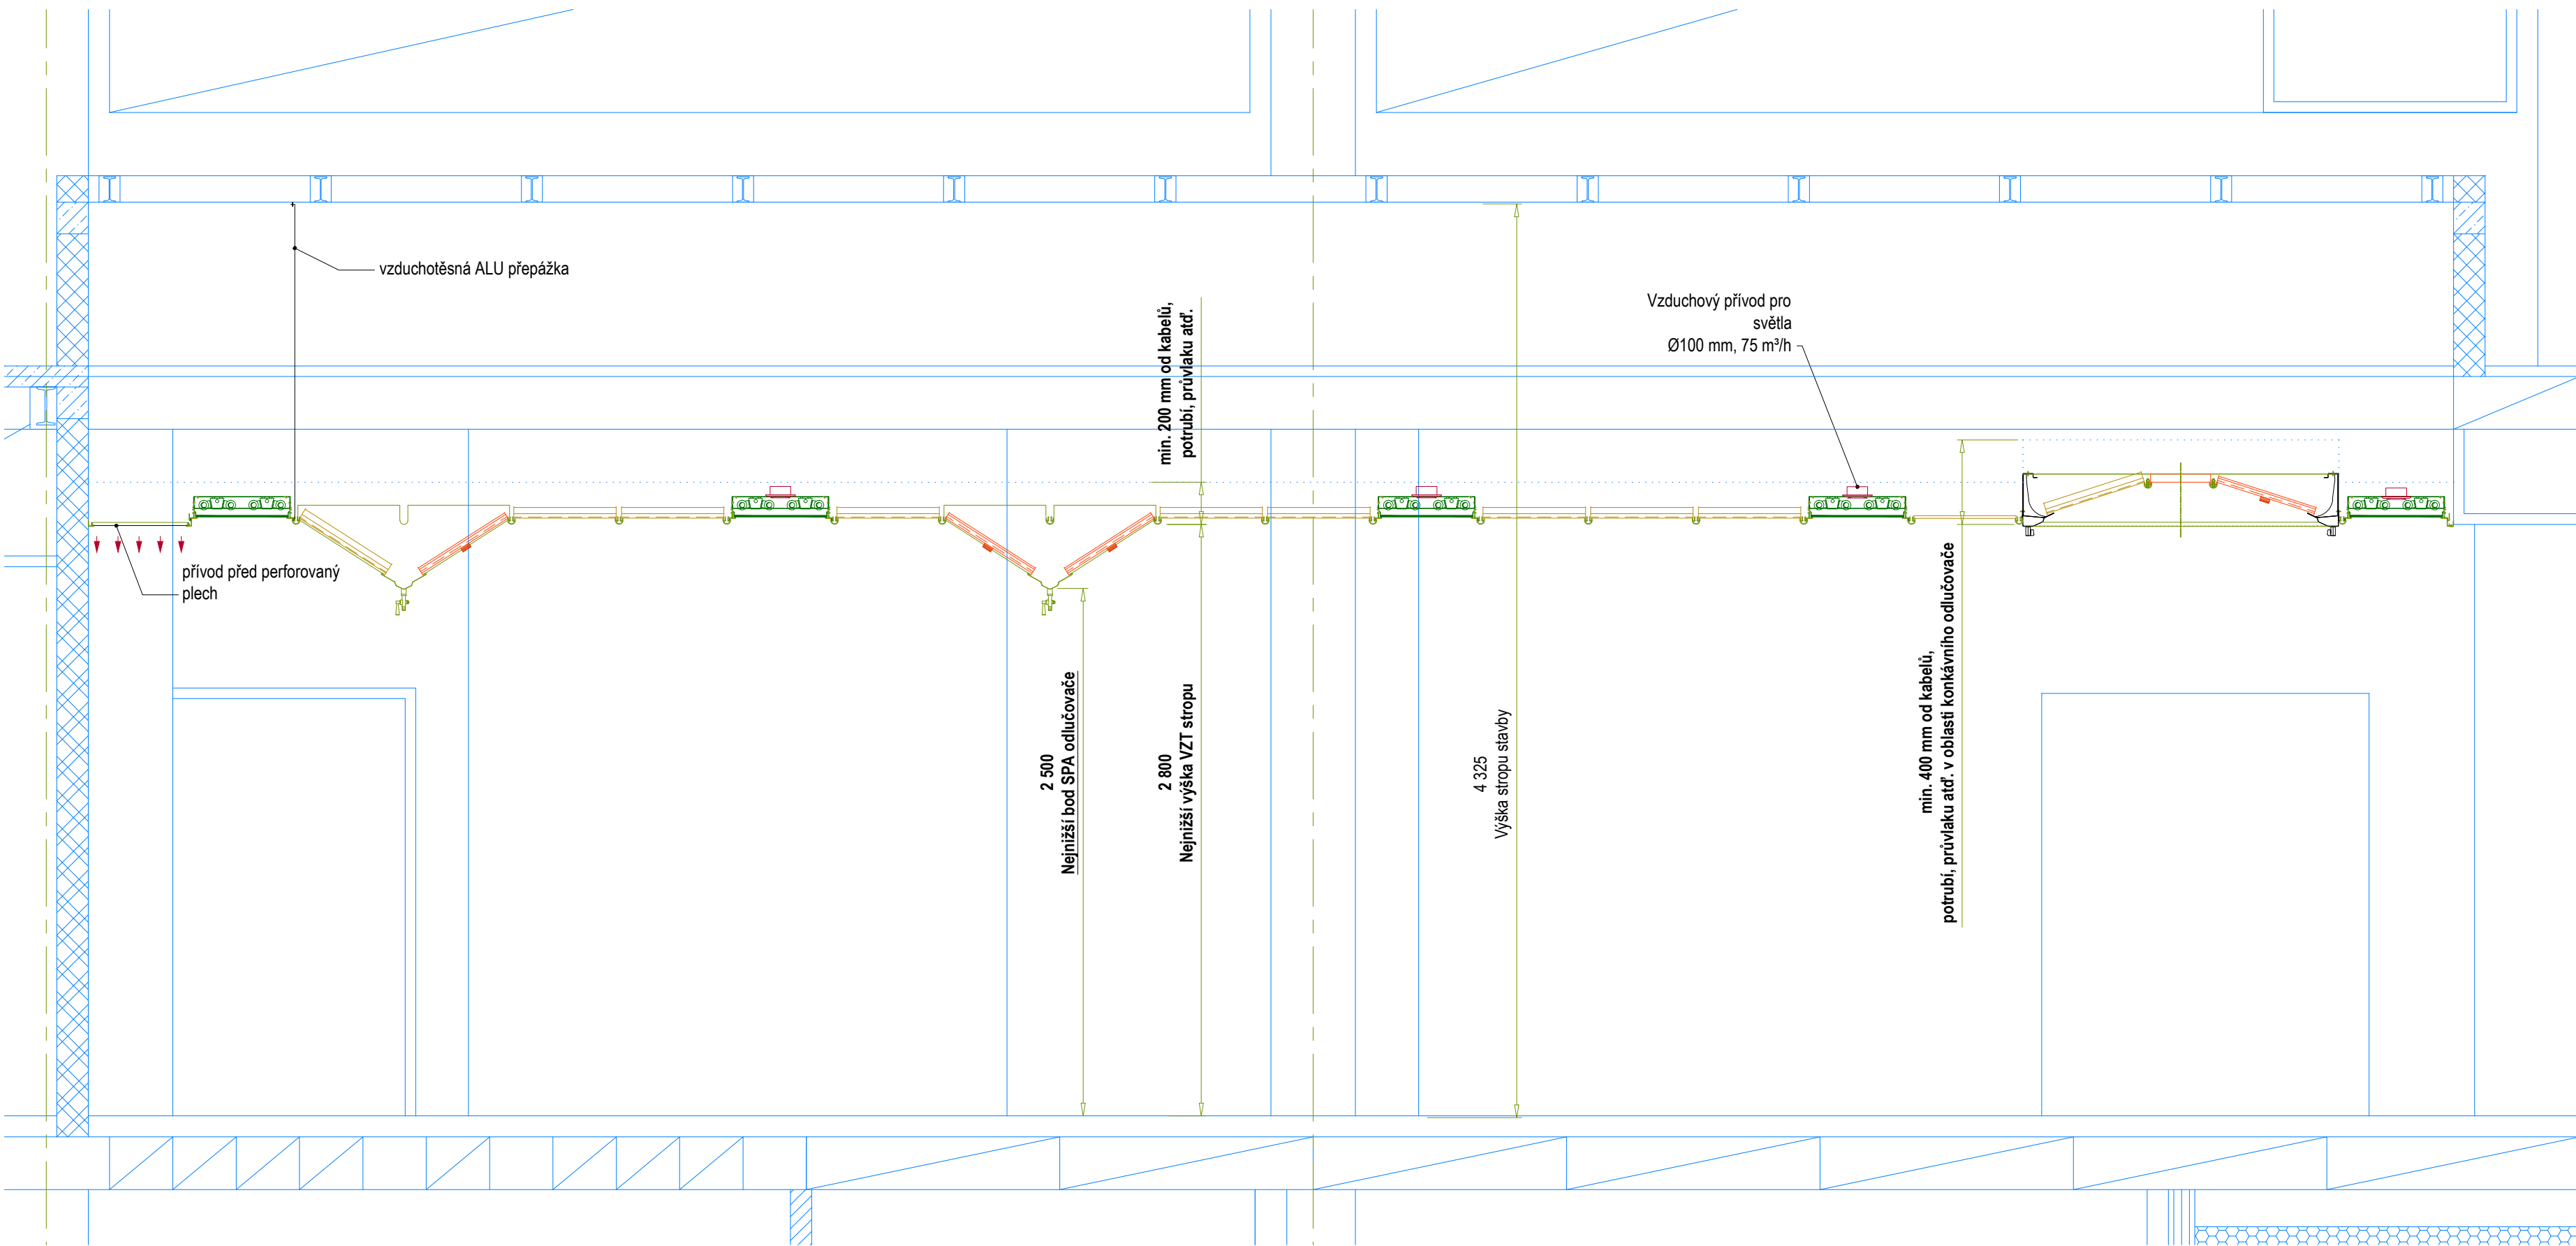 vzduchotěsná ALU přepážka
min. 200 mm od kabelů,
potrubí, průvlaku atď.
Vzduchový přívod pro
světla
Ø100 mm, 75 m³/h
přívod před perforovaný
plech
2 500
Nejnižší bod SPA odlučovače
2 800
Nejnižší výška VZT stropu
4 325
Výška stropu stavby
min. 400 mm od kabelů,
potrubí, průvlaku atď. v oblasti konkávního odlučovače